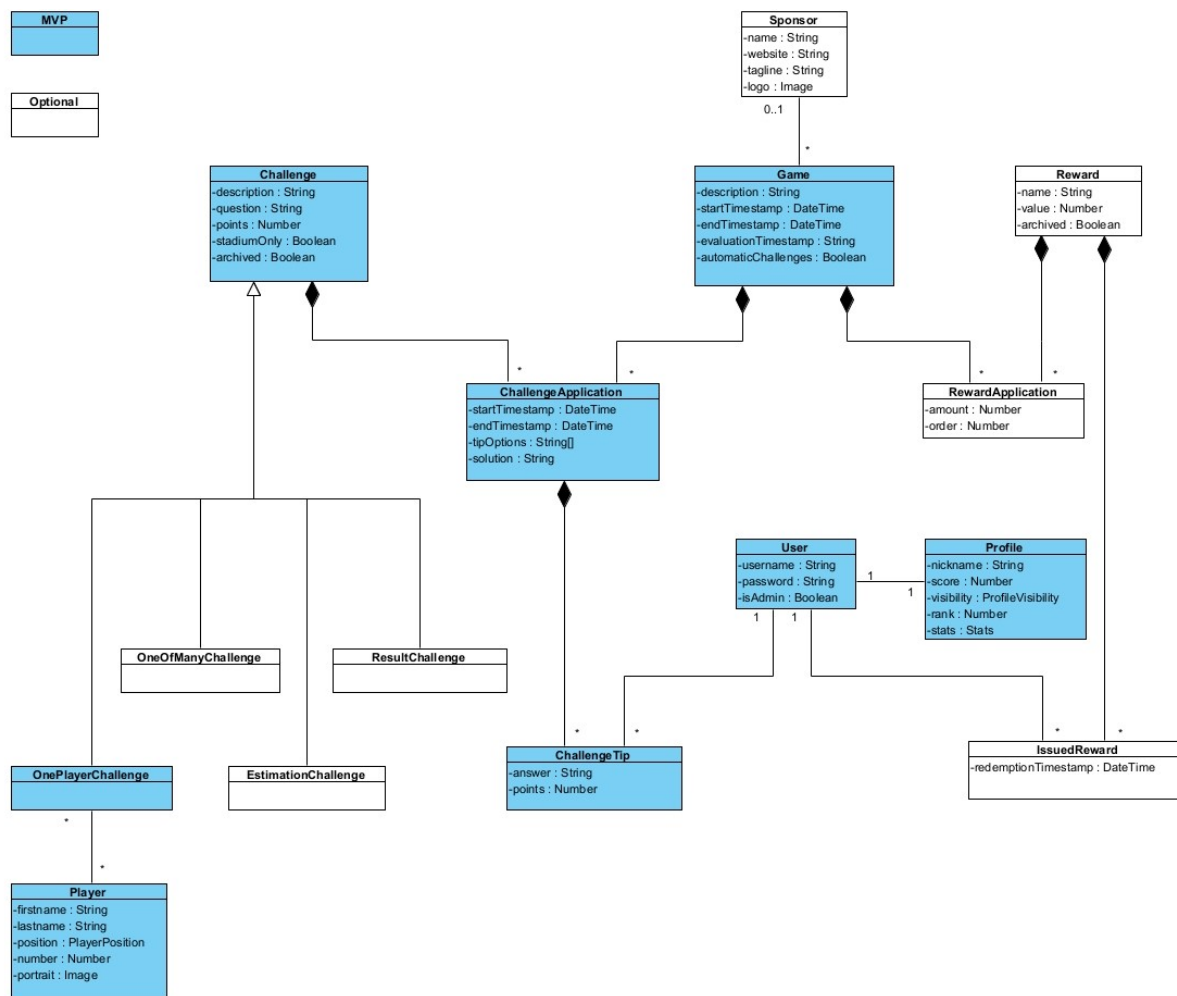 MVP
Optional
Sponsor
-name : String
-website : String
-tagline : String
-logo : Image
0..1
*
Challenge
-description : String
-question : String
-points : Number
-stadiumOnly : Boolean
-archived : Boolean
Game
-description : String
-startTimestamp : DateTime
-endTimestamp : DateTime
-evaluationTimestamp : String
-automaticChallenges : Boolean
Reward
-name : String
-value : Number
-archived : Boolean
*
*
*
*
ChallengeApplication
-startTimestamp : DateTime
-endTimestamp : DateTime
-tipOptions : String[]
-solution : String
RewardApplication
-amount : Number
-order : Number
User
-username : String
-password : String
-isAdmin : Boolean
1
1
Profile
-nickname : String
-score : Number
-visibility : ProfileVisibility
-rank : Number
-stats : Stats
1
1
OneOfManyChallenge
ResultChallenge
*
*
*
*
OnePlayerChallenge
EstimationChallenge
ChallengeTip
-answer : String
-points : Number
IssuedReward
-redemptionTimestamp : DateTime
*
*
Player
-firstname : String
-lastname : String
-position : PlayerPosition
-number : Number
-portrait : Image